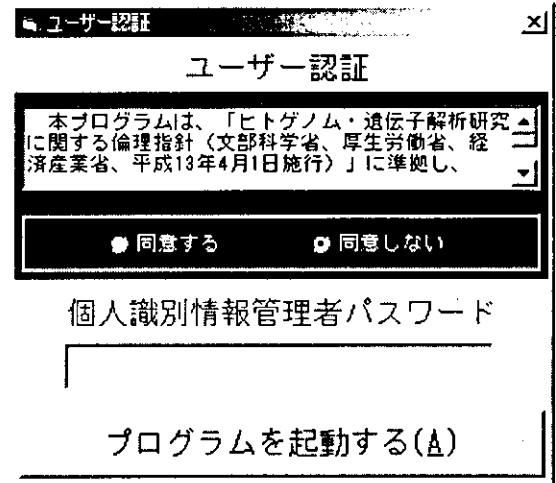 ユーザー認証
ユーザー認証
本プログラムは、「ヒトゲノム・遺伝子解析研究
に関する倫理指針（文部科学省、厚生労働省、経
済産業省、平成13年4月1日施行）」に準拠し、
同意する
同意しない
個人識別情報管理者パスワード
プログラムを起動する(A)